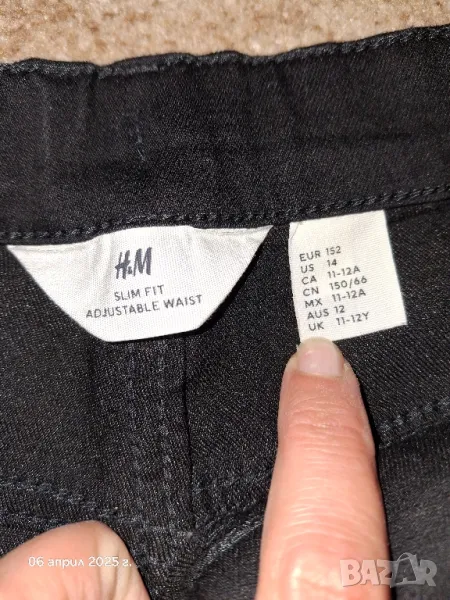 H&M
SLIM FIT
ADJUSTABLE WAIST
EUR 152
US 14
CA 11-12A
CN 150/66
MX 11-12A
AUS 12
UK 11-12Y
06 април 2025 г.
bazar